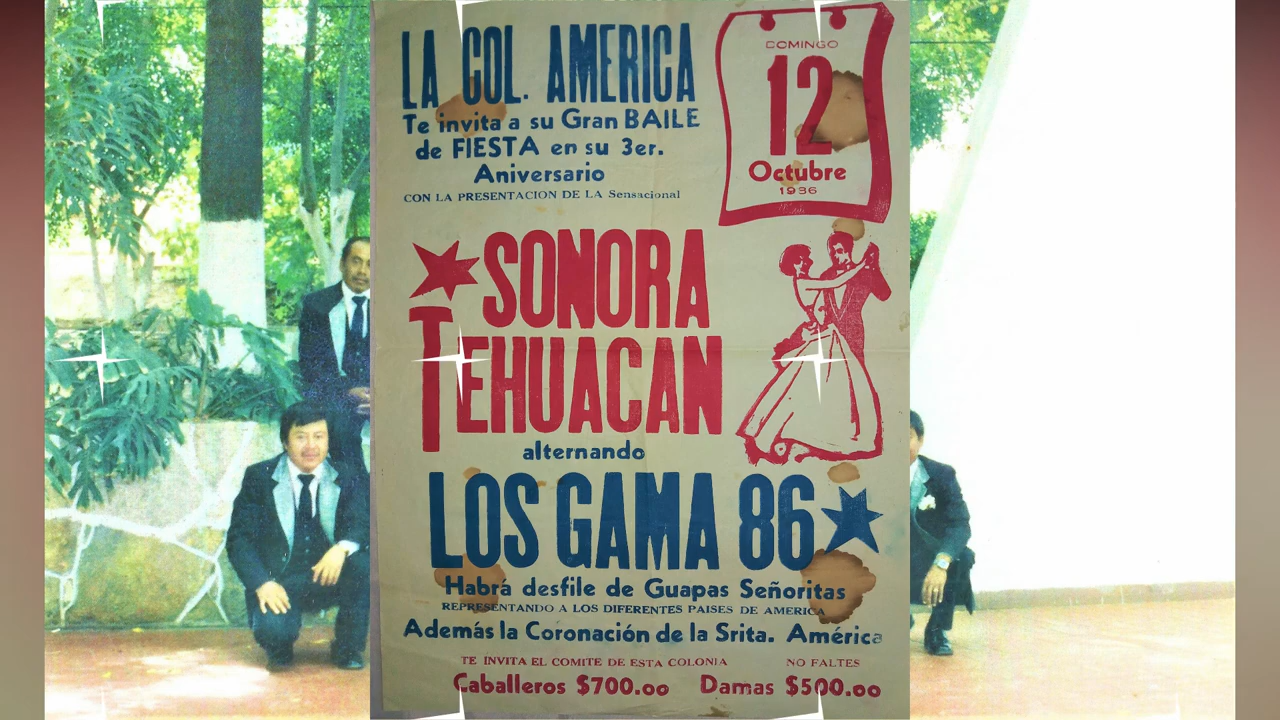 LA COL. AMERICA
Te invita a su Gran BAILE
de FIESTA en su 3er.
Aniversario
CON LA PRESENTACION DE LA Sensacional
DOMINGO
12
Octubre
1936
SONORA
TEHUACAN
alternando
LOS GAMA 86
Habrá desfile de Guapas Señoritas
REPRESENTANDO A LOS DIFERENTES PAISES DE AMERICA
Además la Coronación de la Srita. América
TE INVITA EL COMITE DE ESTA COLONIA NO FALTES
Caballeros $700.oo Damas $500.oo